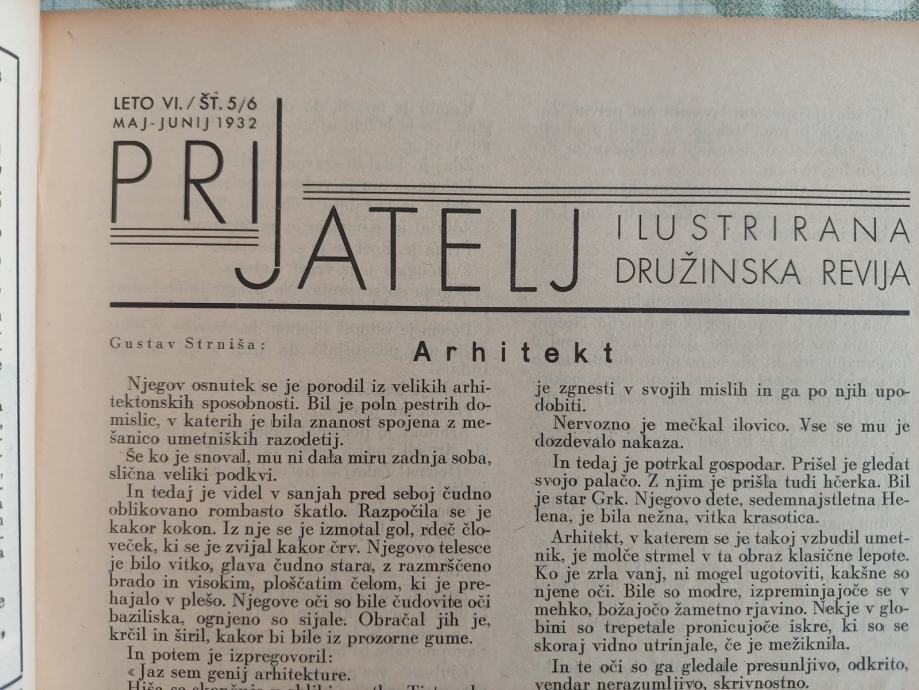 LETO VI. / ŠT. 5/6
MAJ-JUNIJ 1932
PRIJATELJ
ILUSTRIRANA
DRUŽINSKA REVIJA
Gustav Strniša:
Arhitekt
Njegov osnutek se je porodil iz velikih arhi-
tektonskih sposobnosti. Bil je poln pestrih do-
mislic, v katerih je bila znanost spojena z me-
šanico umetniških razodetij.
Še ko je snoval, mu ni dala miru zadnja soba,
slična veliki podkvi.
In tedaj je videl v sanjah pred seboj čudno
oblikovano rombasto škatlo. Razpočila se je
kakor kokon. Iz nje se je izmotal gol, rdeč člo-
veček, ki se je zvijal kakor črv. Njegovo telesce
je bilo vitko, glava čudno stara, z razmrščeno
brado in visokim, ploščatim čelom, ki je pre-
hajalo v plešo. Njegove oči so bile čudovite oči
baziliska, ognjeno so sijale. Obračal jih je,
krčil in širil, kakor bi bile iz prozorne gume.
In potem je izpregovoril:
«Jaz sem genij arhitekture.
je zgnesti v svojih mislih in ga po njih upo-
dobiti.
Nervozno je mečkal ilovico. Vse se mu je
dozdevalo nakaza.
In tedaj je potrkal gospodar. Prišel je gledat
svojo palačo. Z njim je prišla tudi hčerka. Bil
je star Grk. Njegovo dete, sedemnajstletna He-
lena, je bila nežna, vitka krasotica.
Arhitekt, v katerem se je takoj vzbudil umet-
nik, je molče strmel v ta obraz klasične lepote.
Ko je zrla vanj, ni mogel ugotoviti, kakšne so
njene oči. Bile so modre, izpreminjajoče se v
mehko, božajočo žametno rjavino. Nekje v glo-
bini so trepetale pronicujoče iskre, ki so se
skoraj vidno utrinjale, če je mežiknila.
In te oči so ga gledale presunljivo, odkrito,
vendar nerazumljivo, skrivnostno.